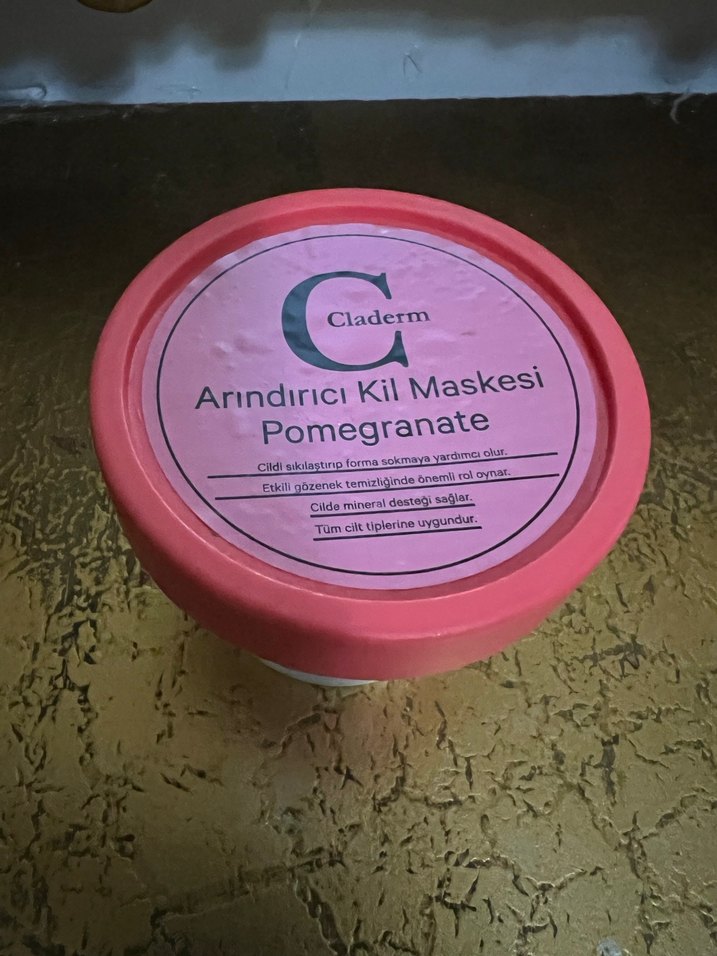 C
Claderm
Arındırıcı Kil Maskesi
Pomegranate
Cildi sıkılaştırıp forma sokmaya yardımcı olur.
Etkili gözenek temizliğinde önemli rol oynar.
Cilde mineral desteği sağlar.
Tüm cilt tiplerine uygundur.